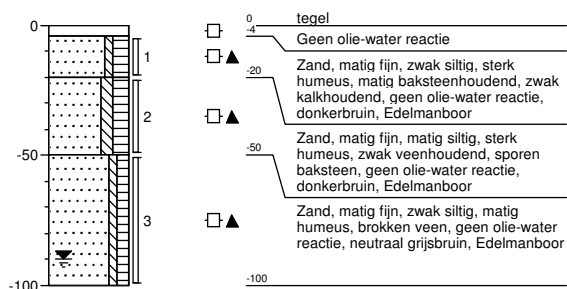 0
-50
-100
1
2
3
0
tegel
-4
Geen olie-water reactie
-20
Zand, matig fijn, zwak siltig, sterk
humeus, matig baksteenhoudend, zwak
kalkhoudend, geen olie-water reactie,
donkerbruin, Edelmanboor
-50
Zand, matig fijn, matig siltig, sterk
humeus, zwak veenhoudend, sporen
baksteen, geen olie-water reactie,
donkerbruin, Edelmanboor
Zand, matig fijn, zwak siltig, matig
humeus, brokken veen, geen olie-water
reactie, neutraal grijsbruin, Edelmanboor
-100